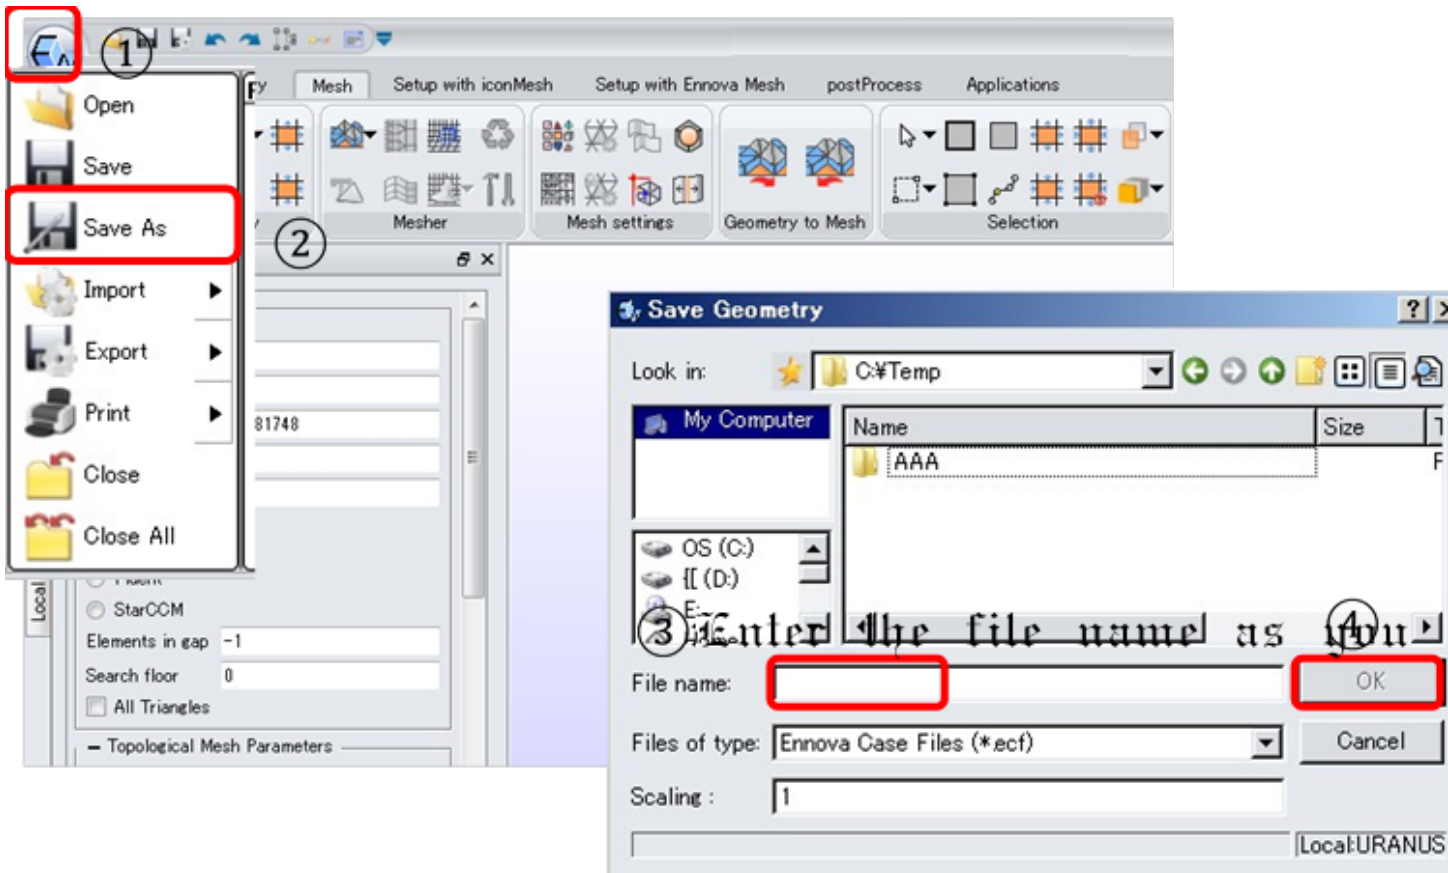 ①
Mesh
Setup with iconMesh
Setup with Ennova Mesh
postProcess
Applications
Open
Save
Save As
Import
Export
Print
Close
Close All
②
Mesher
Mesh settings
Geometry to Mesh
Selection
81748
Local
StarCCM
Elements in gap -1
Search floor 0
All Triangles
Topological Mesh Parameters
Save Geometry
Look in: C:¥Temp
My Computer
Name Size
AAA
OS (C:)
(D:)
E:
③Enter the file name as you
④
File name: OK
Files of type: Ennova Case Files (*.ecf) Cancel
Scaling : 1
Local:URANUS